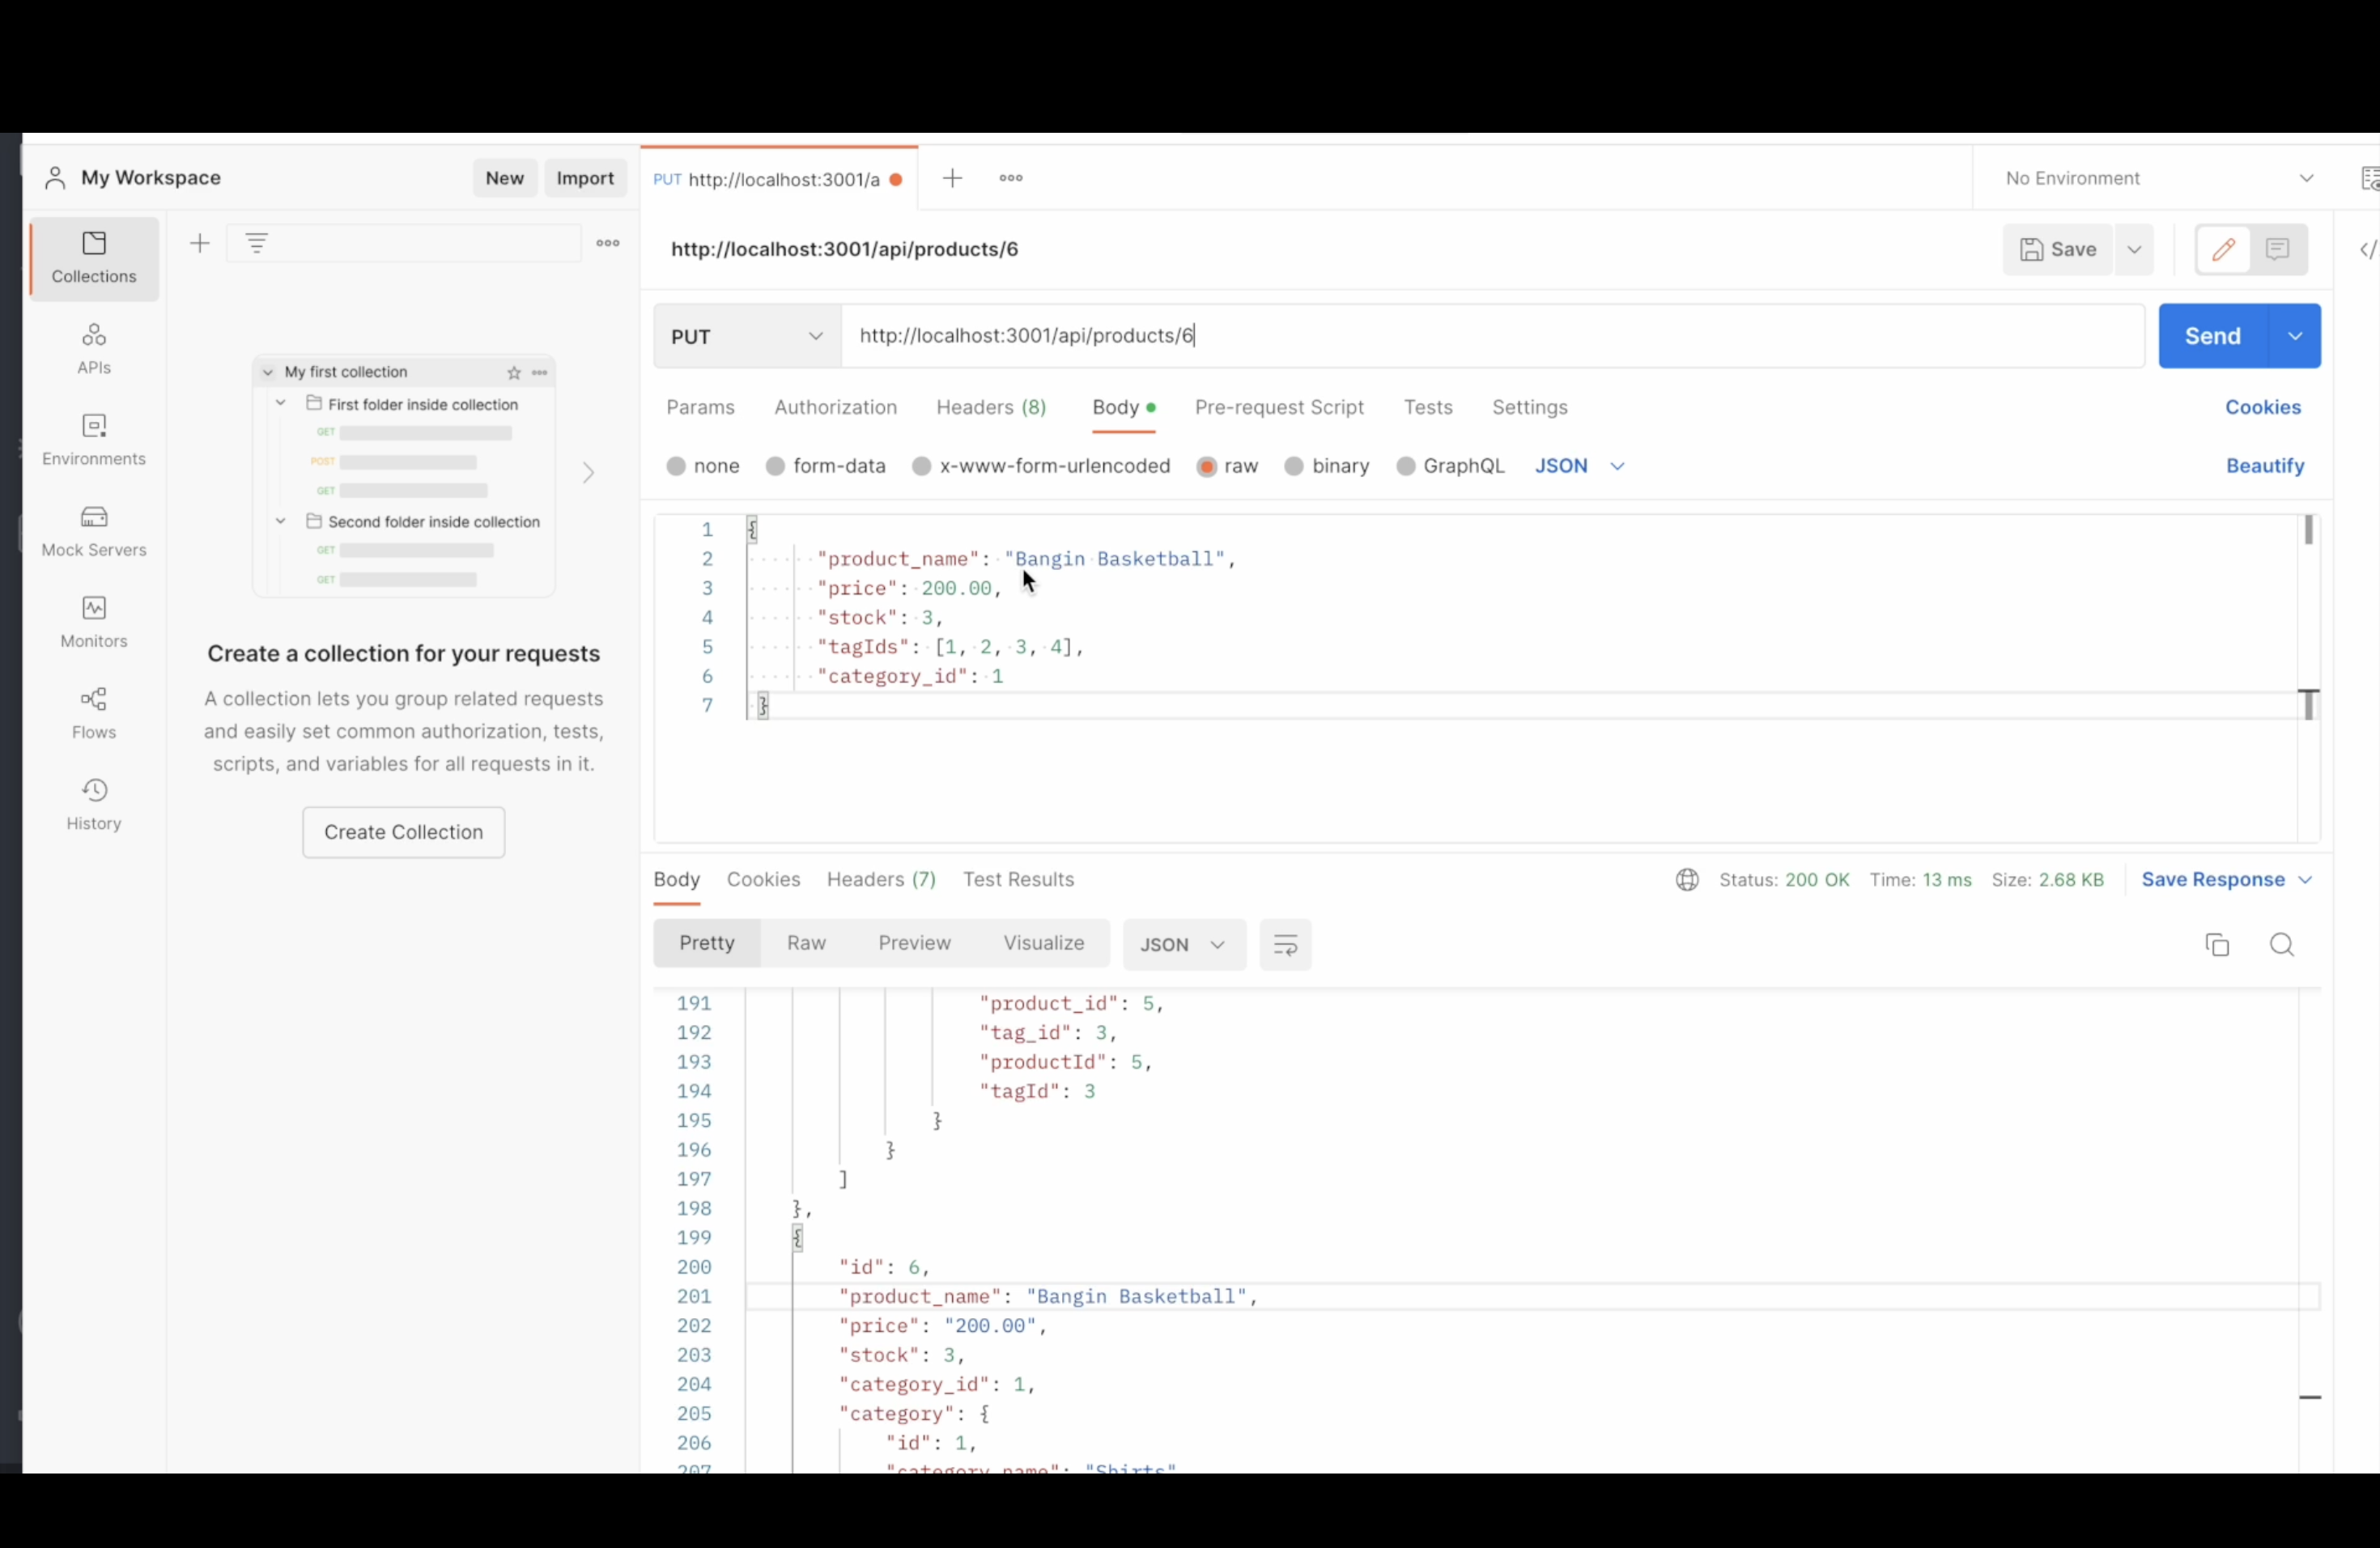 My Workspace
New
Import
PUT http://localhost:3001/a
No Environment
Collections
APIs
Environments
Mock Servers
Monitors
Flows
History
My first collection
First folder inside collection
GET
POST
GET
Second folder inside collection
GET
GET
Create a collection for your requests
A collection lets you group related requests
and easily set common authorization, tests,
scripts, and variables for all requests in it.
Create Collection
http://localhost:3001/api/products/6
Save
PUT
http://localhost:3001/api/products/6
Send
Params Authorization Headers (8) Body Pre-request Script Tests Settings Cookies
none form-data x-www-form-urlencoded raw binary GraphQL JSON Beautify
1 {
2 "product_name": "Bangin Basketball",
3 "price": 200.00,
4 "stock": 3,
5 "tagIds": [1, 2, 3, 4],
6 "category_id": 1
7 }
Body Cookies Headers (7) Test Results Status: 200 OK Time: 13 ms Size: 2.68 KB Save Response
Pretty Raw Preview Visualize JSON
191 "product_id": 5,
192 "tag_id": 3,
193 "productId": 5,
194 "tagId": 3
195 }
196 }
197 ]
198 },
199 {
200 "id": 6,
201 "product_name": "Bangin Basketball",
202 "price": "200.00",
203 "stock": 3,
204 "category_id": 1,
205 "category": {
206 "id": 1,
207 "category_name": "Shirts"